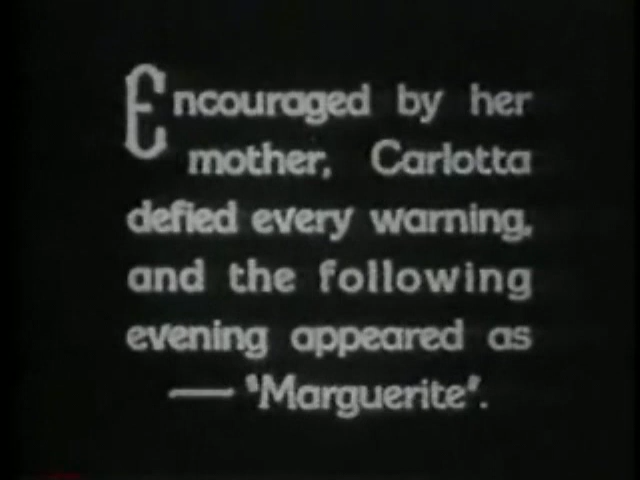 Encouraged by her
mother, Carlotta
defied every warning,
and the following
evening appeared as
— "Marguerite".